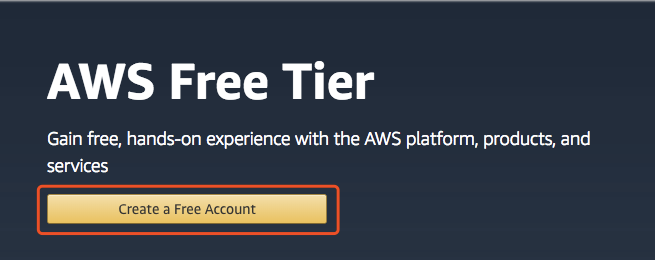 AWS Free Tier
Gain free, hands-on experience with the AWS platform, products, and
services
Create a Free Account